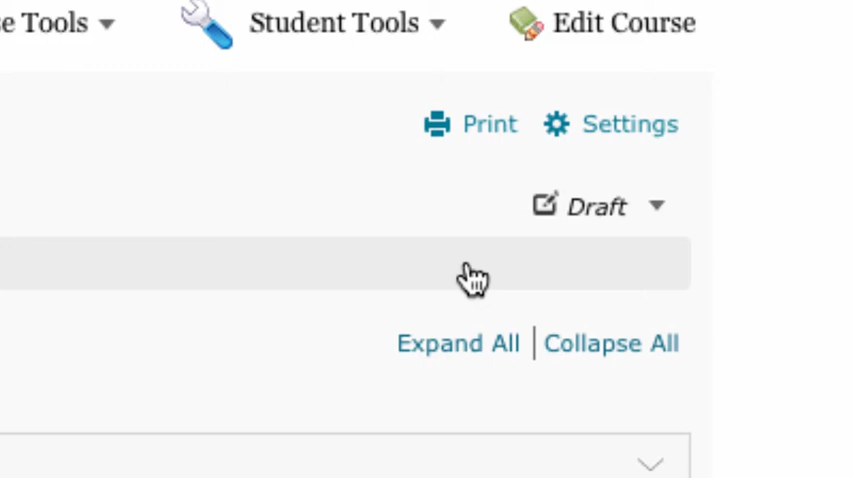 Tools Student Tools Edit Course
Print Settings
Draft
Expand All Collapse All